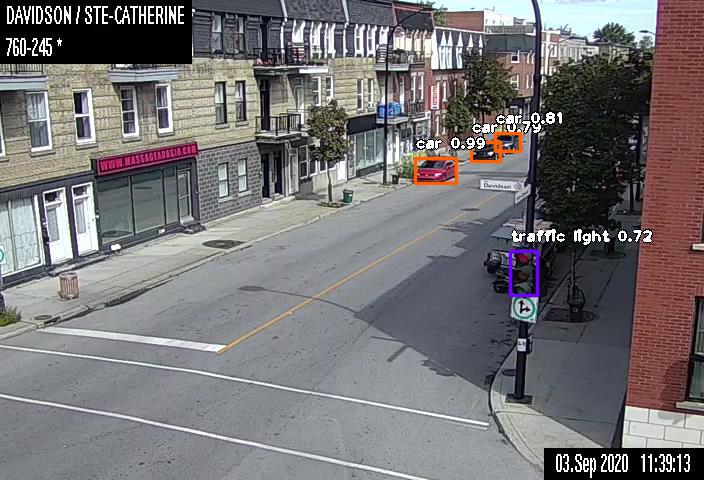 DAVIDSON / STE-CATHERINE
760-245 *
car 0.81
car 0.79
car 0.99
WWW.MASSAGEADAGIO.COM
Davidson
traffic light 0.72
03.Sep 2020 11:39:13